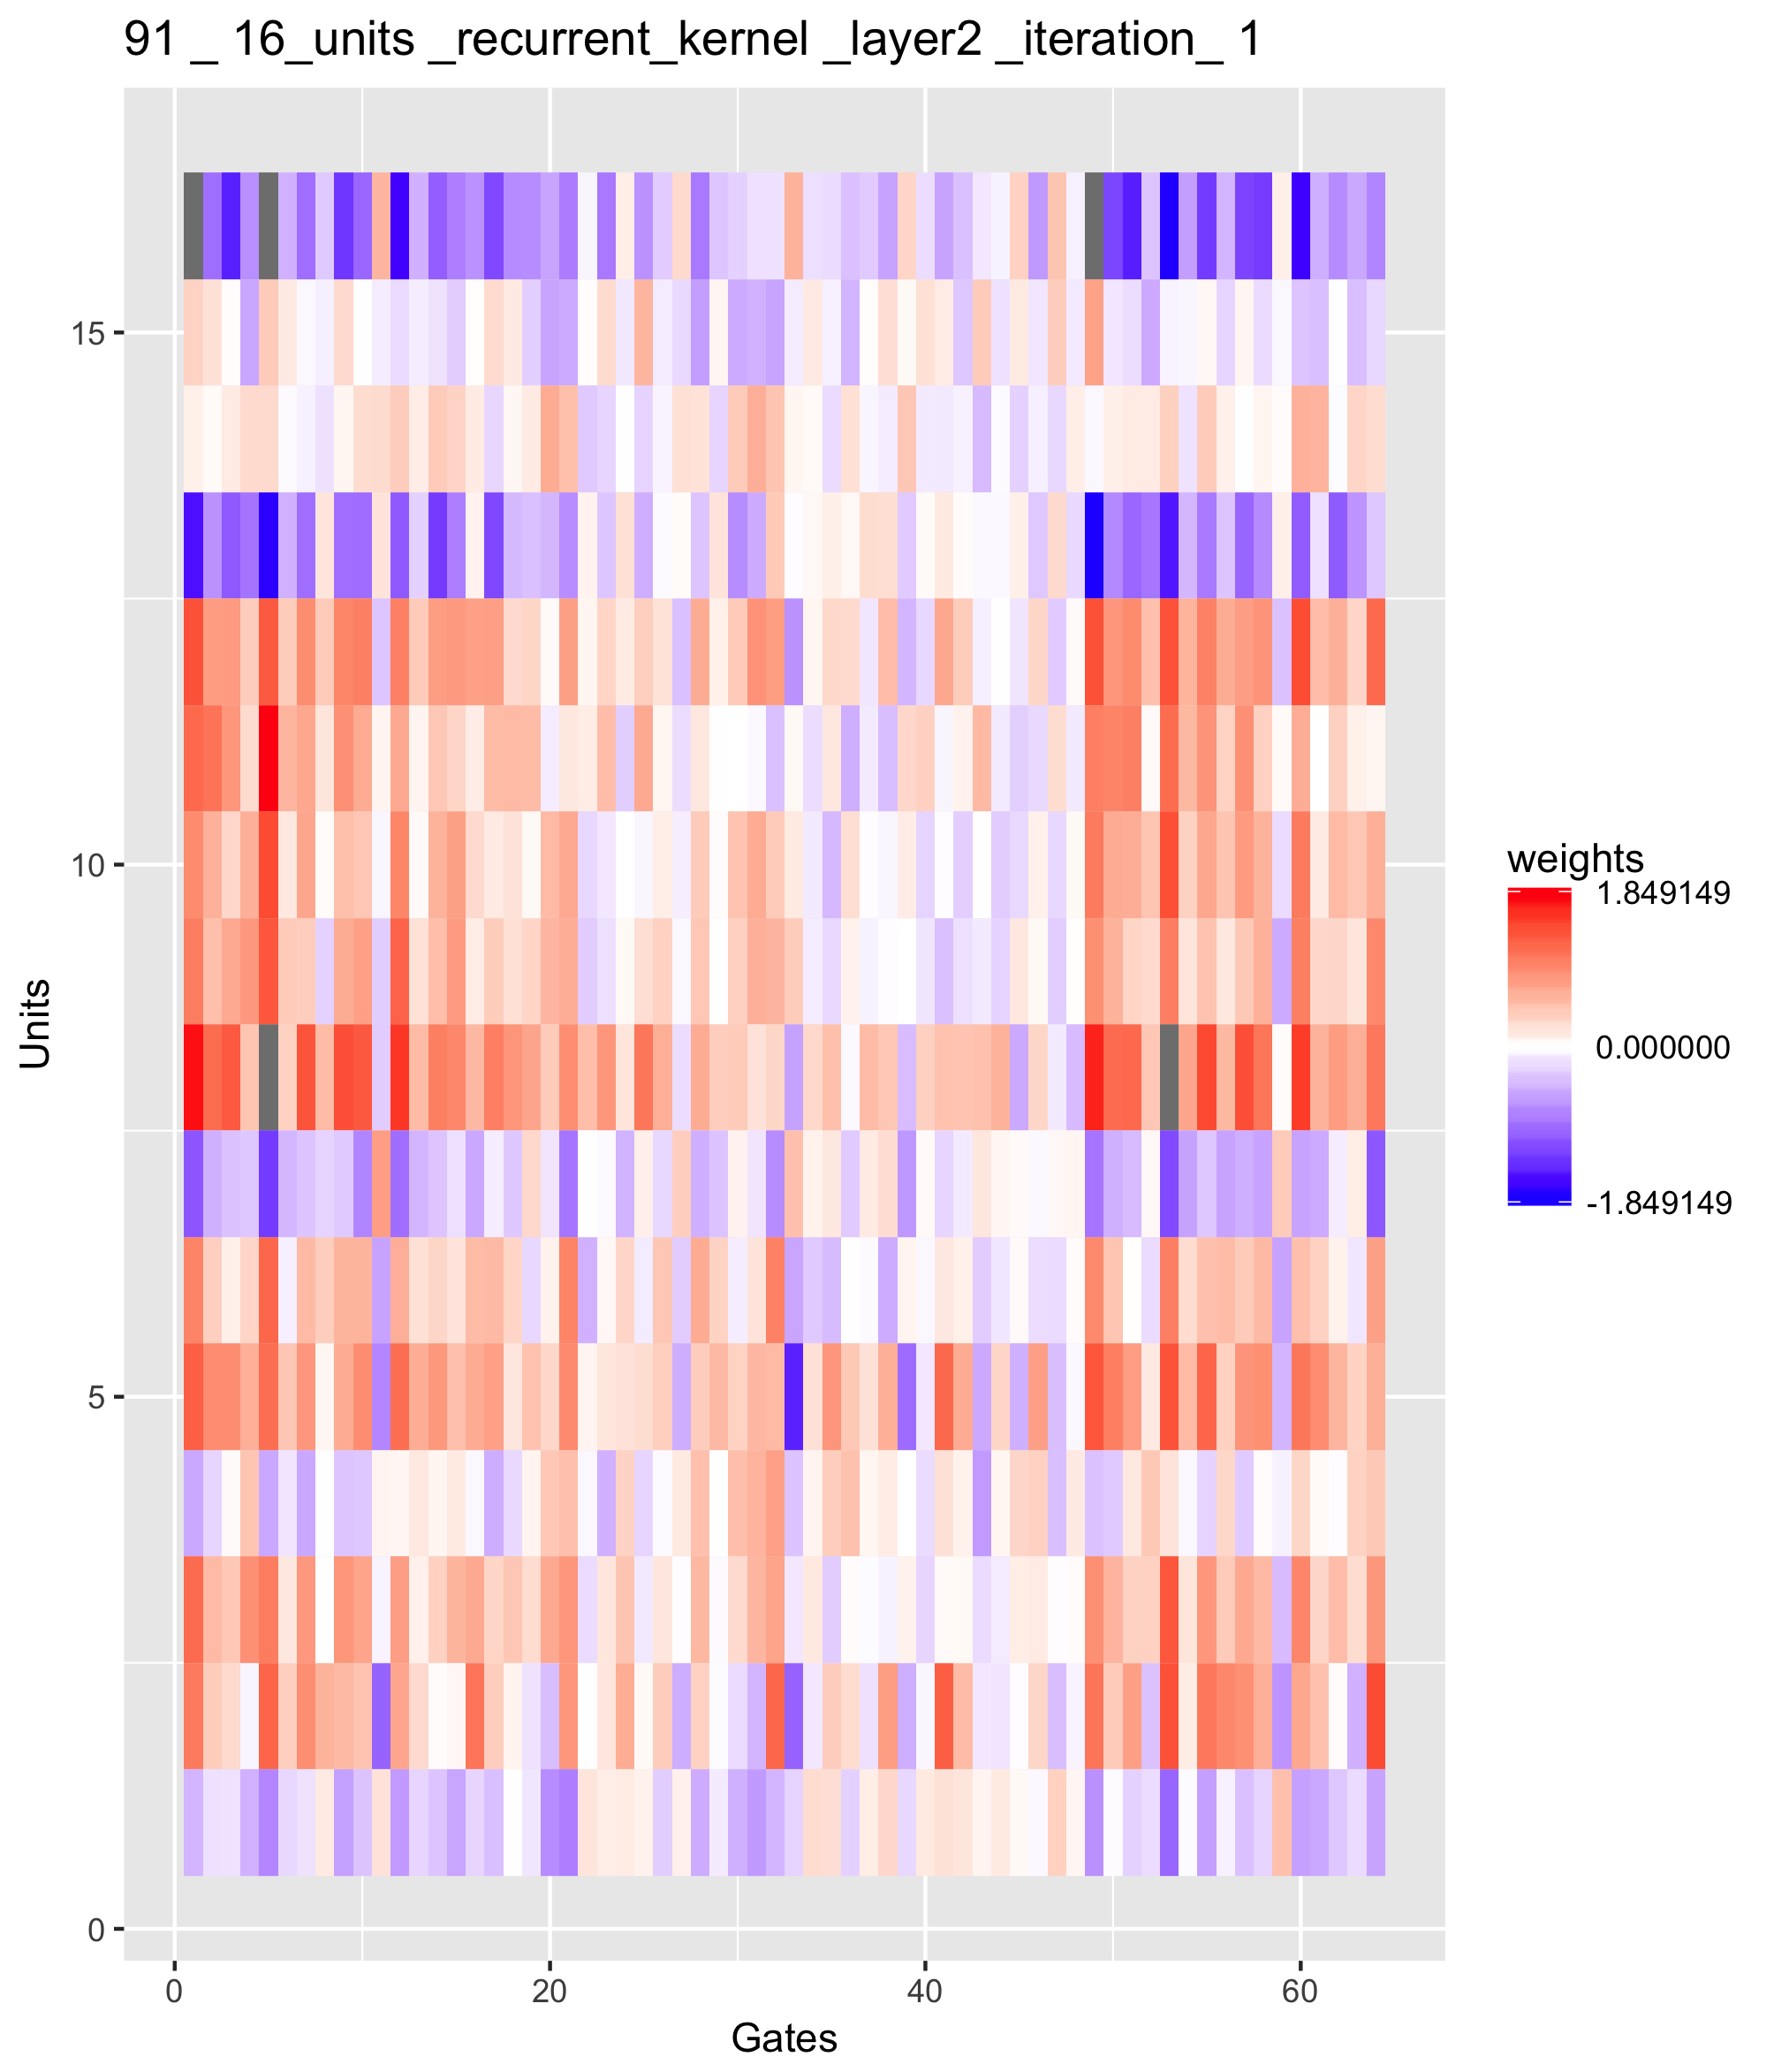 91 _ 16_units _recurrent_kernel _layer2 _iteration_ 1
15
10
5
0
Units
0 20 40 60
Gates
weights
1.849149
0.000000
-1.849149